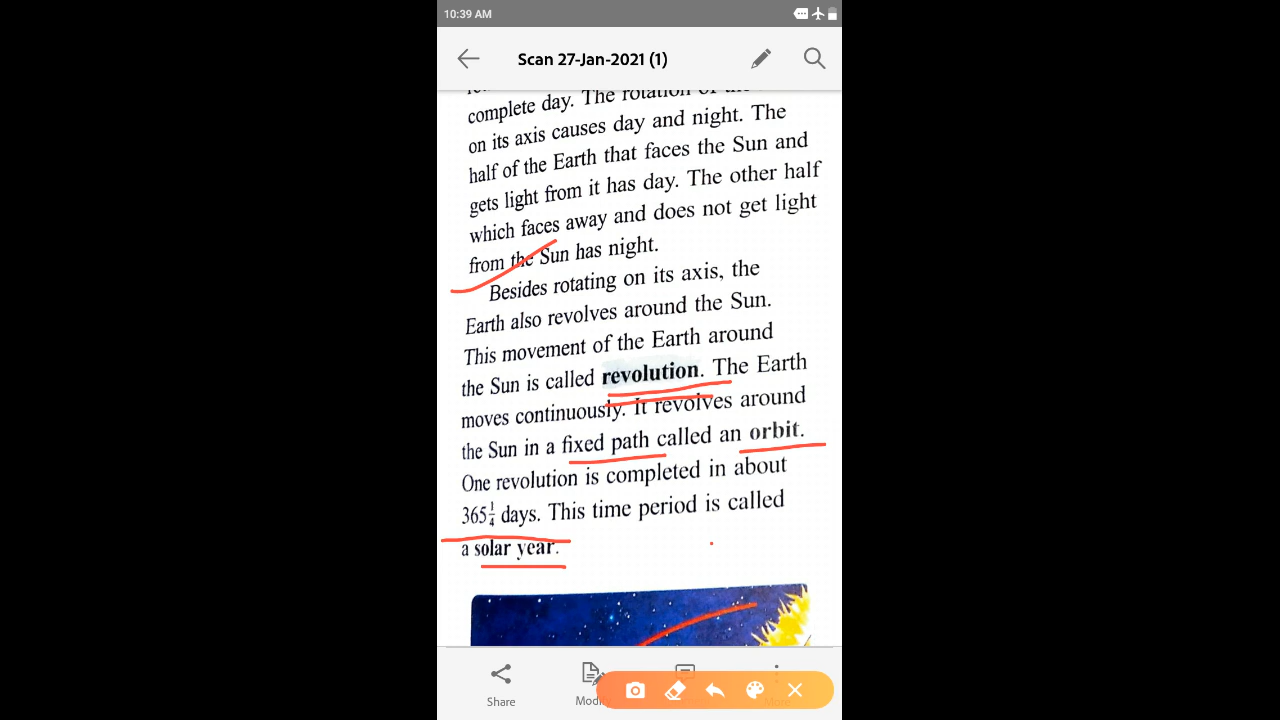 10:39 AM
Scan 27-Jan-2021 (1)
complete day. The rotation of the
on its axis causes day and night. The
half of the Earth that faces the Sun and
gets light from it has day. The other half
which faces away and does not get light
from the Sun has night.
Besides rotating on its axis, the
Earth also revolves around the Sun.
This movement of the Earth around
the Sun is called revolution. The Earth
moves continuously. It revolves around
the Sun in a fixed path called an orbit.
One revolution is completed in about
365 1/4 days. This time period is called
a solar year.
Share